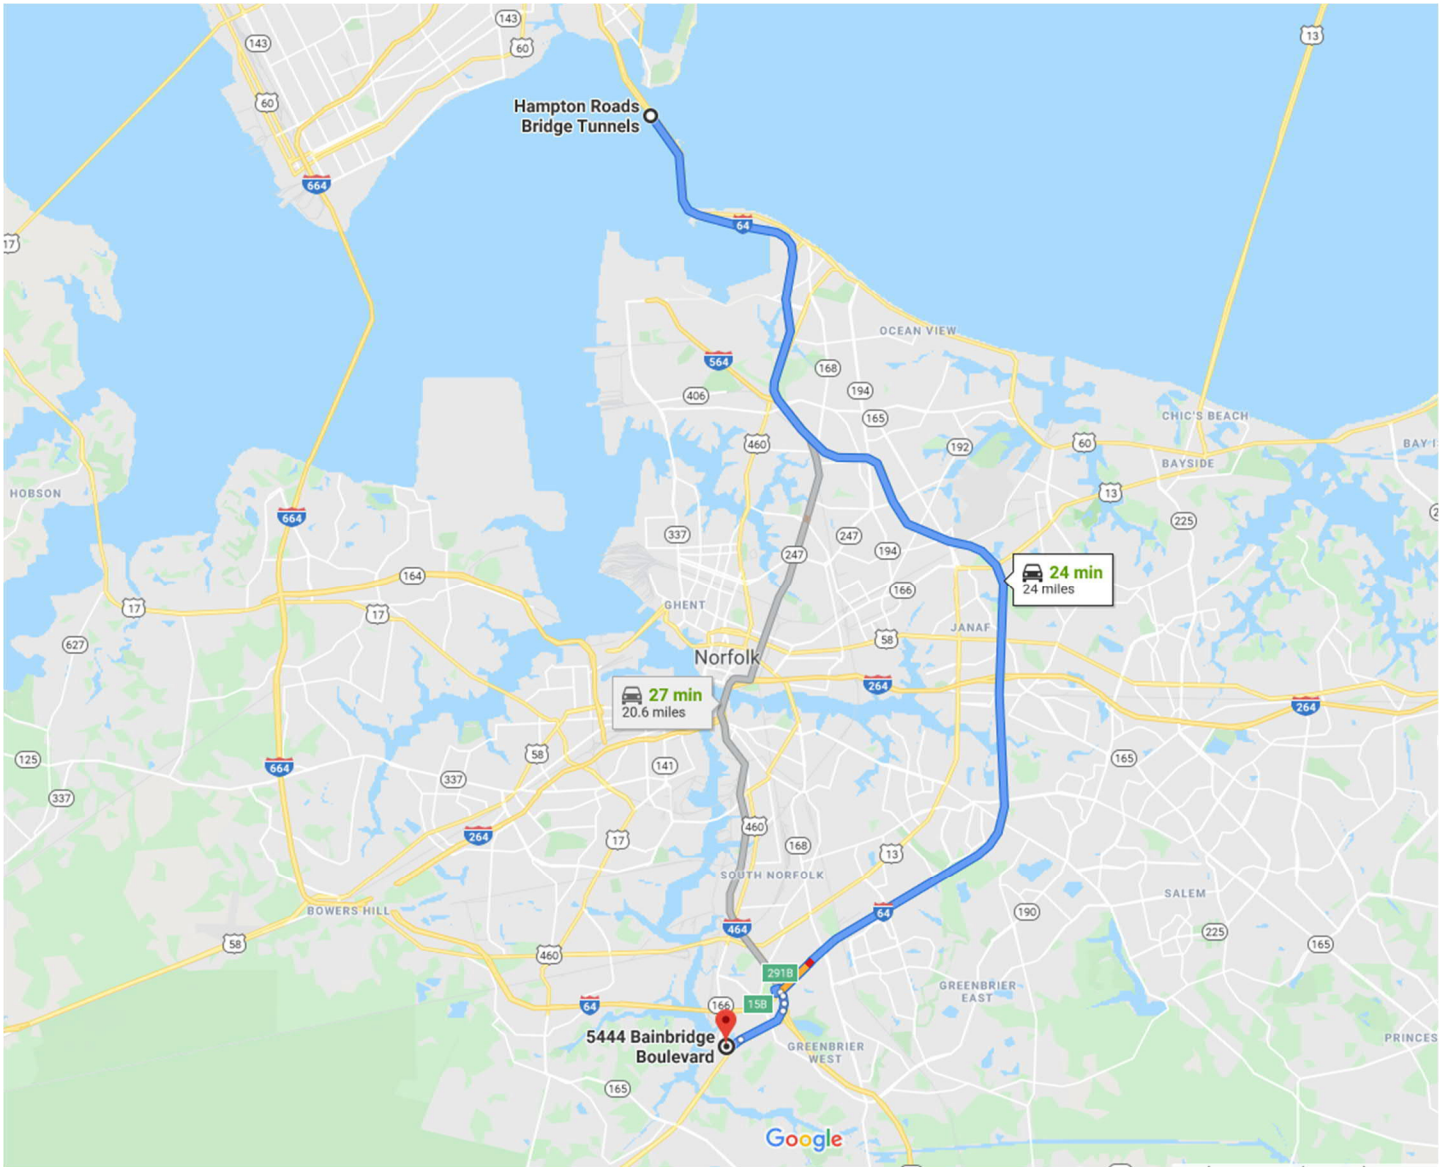 143
143
60
13
60
Hampton Roads
Bridge Tunnels
664
64
17
OCEAN VIEW
564
168
194
406
165
CHIC'S BEACH
460
192
60
BAYSIDE
HOBSON
13
664
225
337
247
247
194
24 min
24 miles
164
17
17
166
GHENT
JANAF
627
58
Norfolk
264
27 min
20.6 miles
264
58
125
664
141
165
337
337
460
264
17
168
13
SOUTH NORFOLK
SALEM
BOWERS HILL
64
190
464
225
58
165
460
291B
GREENBRIER
EAST
64
166
15B
5444 Bainbridge
Boulevard
GREENBRIER
WEST
PRINCES
165
Google